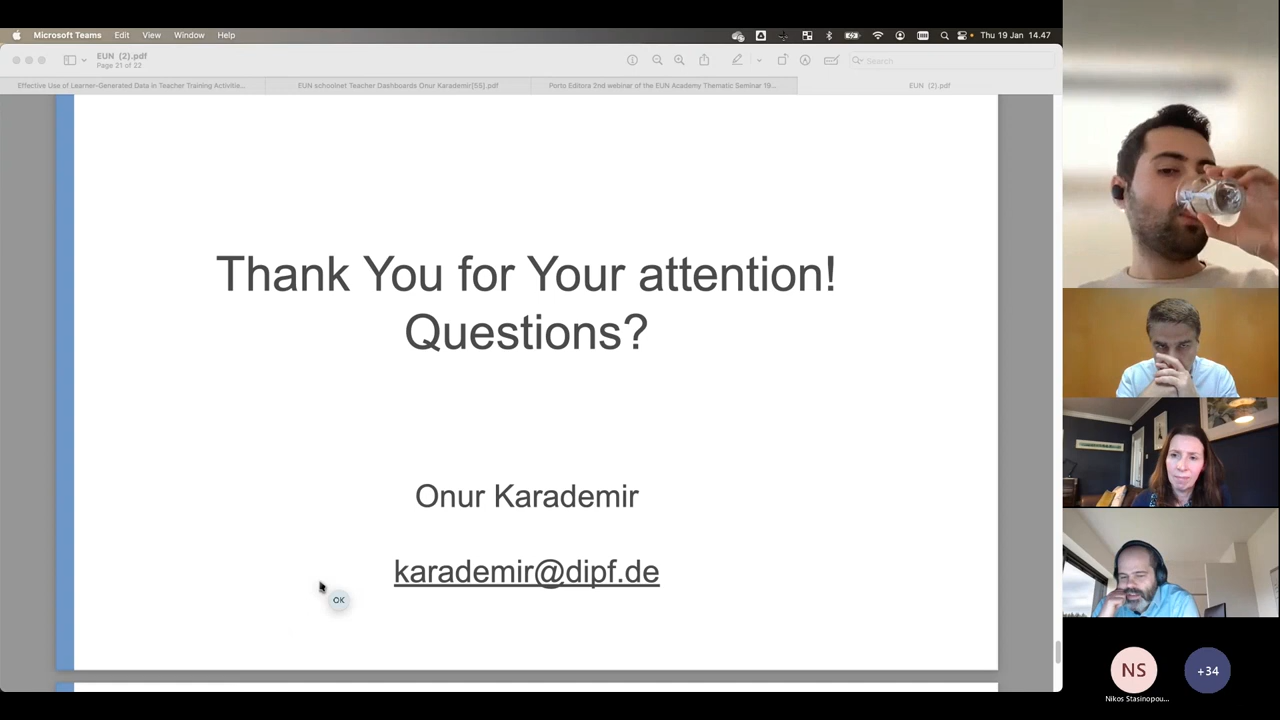 Microsoft Teams Edit View Window Help Thu 19 Jan 14.47
EUN (2).pdf
Page 21 of 22
Search
Effective Use of Learner-Generated Data in Teacher Training Activitie...
EUN schoolnet Teacher Dashboards Onur Karademir[55].pdf
Porto Editora 2nd webinar of the EUN Academy Thematic Seminar 19...
EUN (2).pdf
Thank You for Your attention!
Questions?
Onur Karademir
karademir@dipf.de
OK
NS
+34
Nikos Stasinopou...